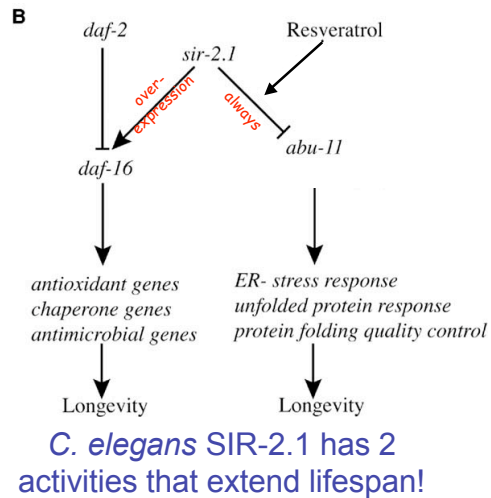 B
daf-2
Resveratrol
sir-2.1
over-
expression
always
daf-16
abu-11
antioxidant genes
chaperone genes
antimicrobial genes
ER- stress response
unfolded protein response
protein folding quality control
Longevity
Longevity
C. elegans SIR-2.1 has 2
activities that extend lifespan!